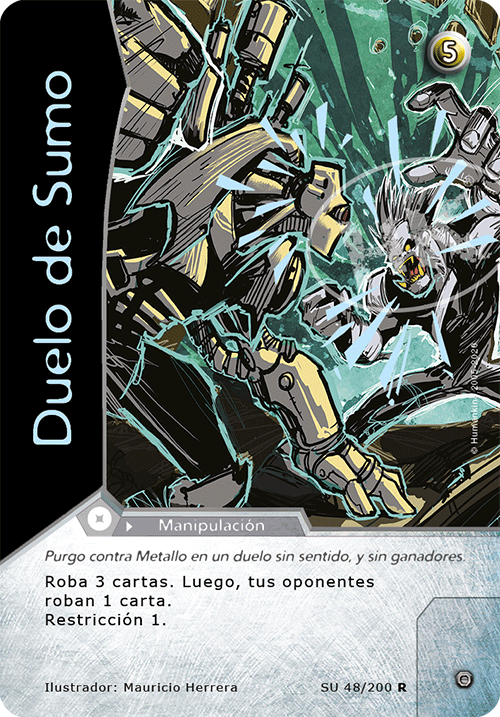 5
Duelo de Sumo
Manipulación
Purgo contra Metallo en un duelo sin sentido, y sin ganadores.
Roba 3 cartas. Luego, tus oponentes
roban 1 carta.
Restricción 1.
Ilustrador: Mauricio Herrera
SU 48/200 R